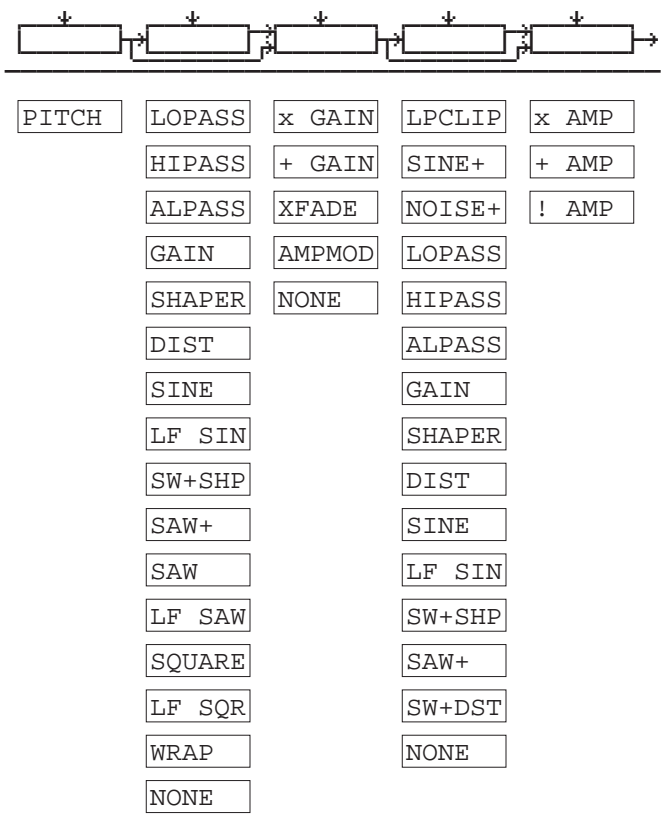 PITCH LOPASS x GAIN LPCLIP x AMP
HIPASS + GAIN SINE+ + AMP
ALPASS XFADE NOISE+ ! AMP
GAIN AMPMOD LOPASS
SHAPER NONE HIPASS
DIST ALPASS
SINE GAIN
LF SIN SHAPER
SW+SHP DIST
SAW+ SINE
SAW LF SIN
LF SAW SW+SHP
SQUARE SAW+
LF SQR SW+DST
WRAP NONE
NONE